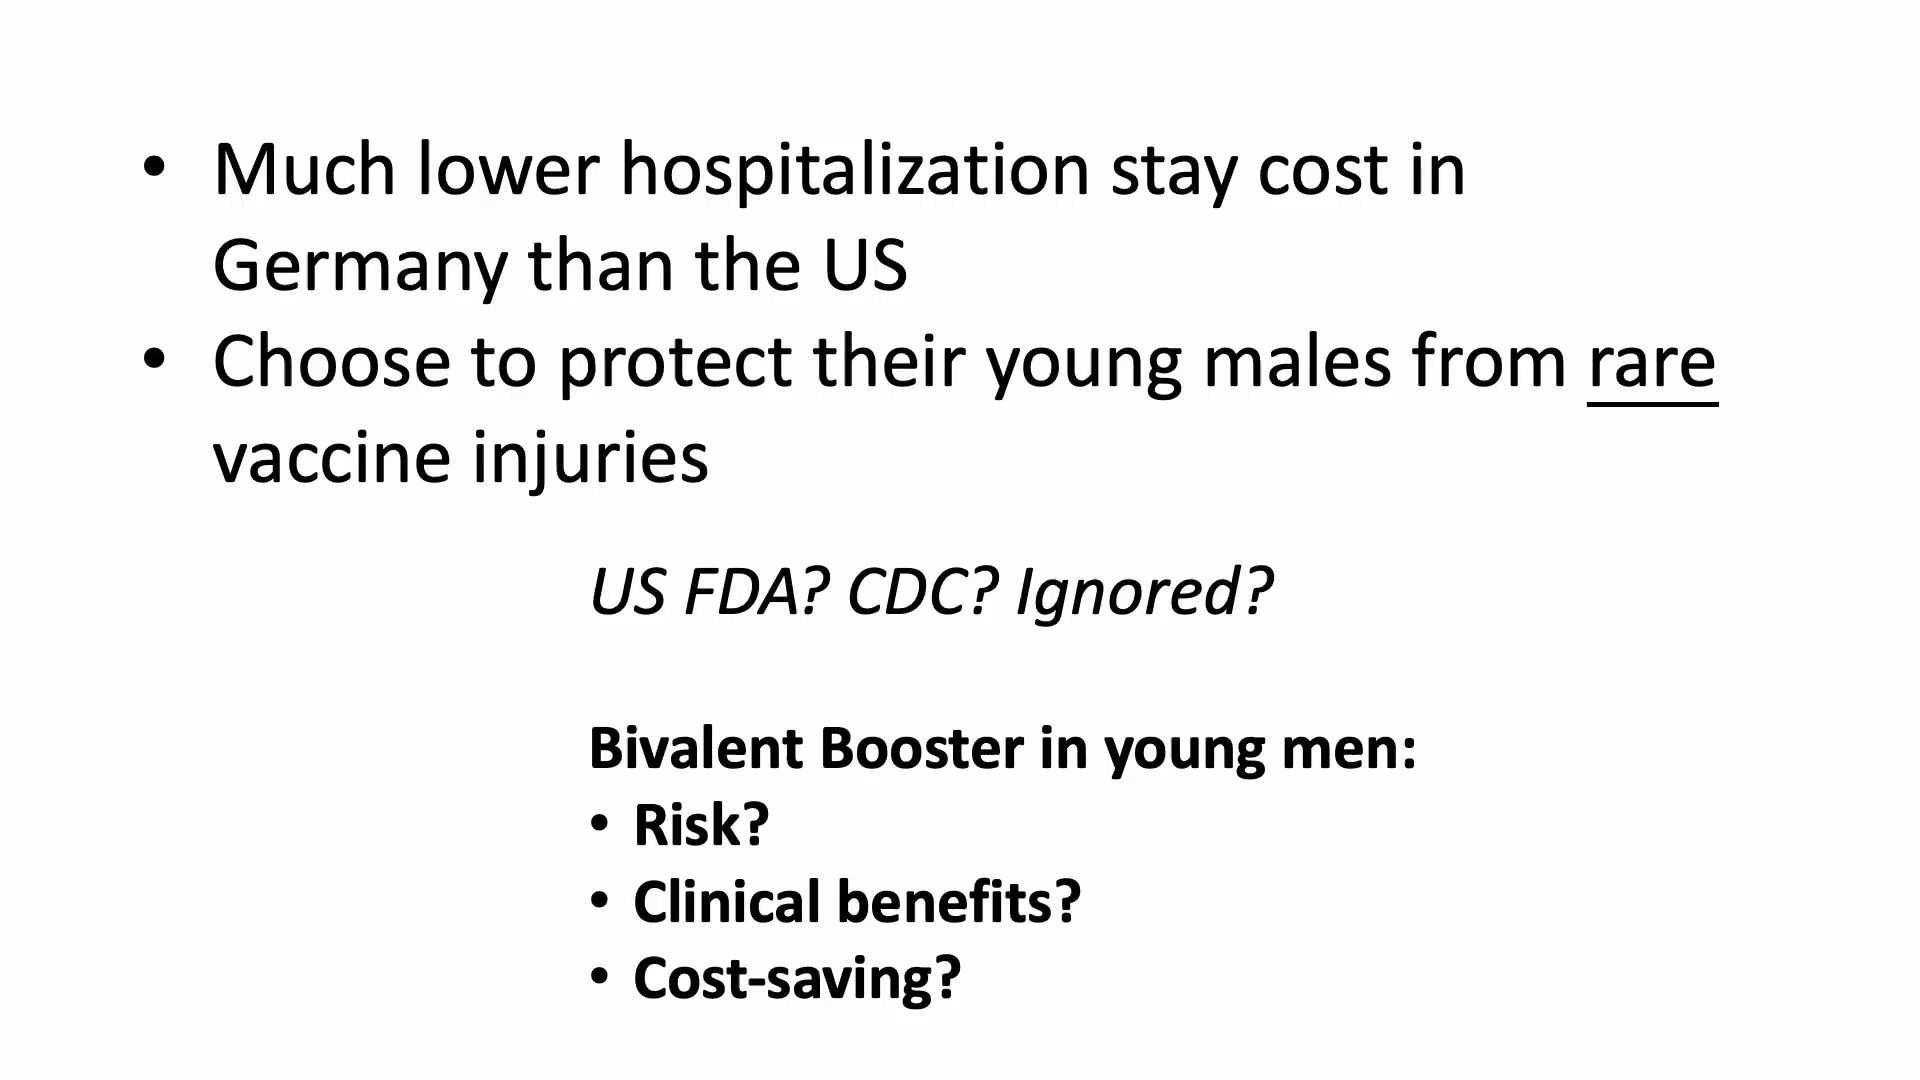 • Much lower hospitalization stay cost in
Germany than the US
• Choose to protect their young males from rare
vaccine injuries
US FDA? CDC? Ignored?
Bivalent Booster in young men:
• Risk?
• Clinical benefits?
• Cost-saving?